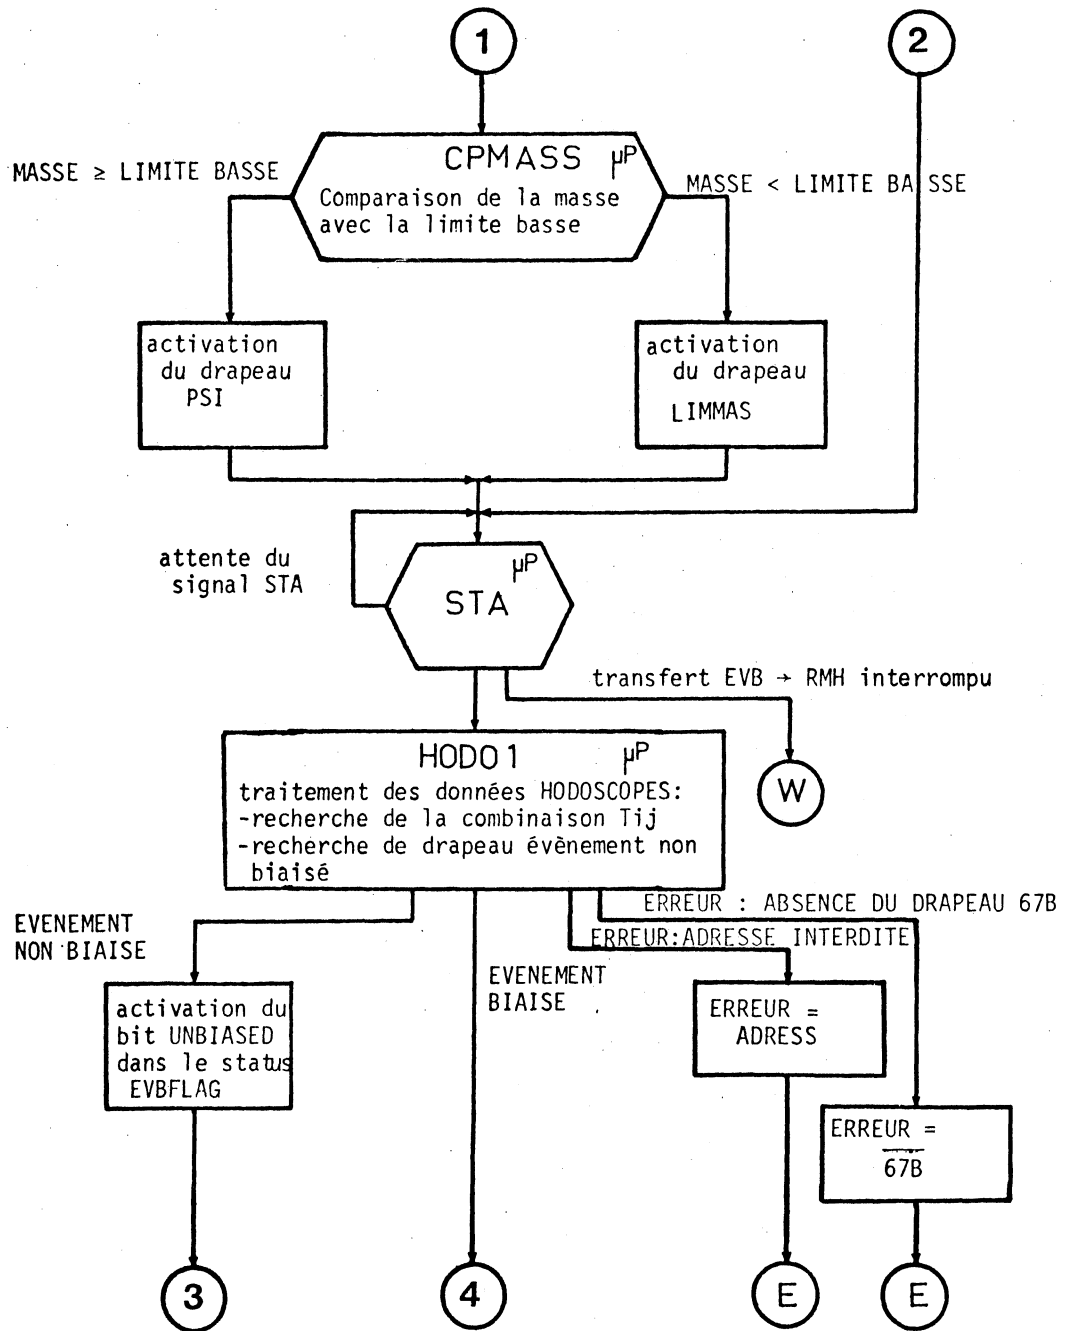 1
2
CPMASS µP
MASSE ≥ LIMITE BASSE
Comparaison de la masse
avec la limite basse
MASSE < LIMITE BASSE
activation
du drapeau
PSI
activation
du drapeau
LIMMAS
attente du
signal STA
µP
STA
transfert EVB → RMH interrompu
W
HODO1 µP
traitement des données HODOSCOPES:
-recherche de la combinaison Tij
-recherche de drapeau évènement non
biaisé
ERREUR : ABSENCE DU DRAPEAU 67B
EVENEMENT
NON BIAISE
ERREUR:ADRESSE INTERDITE
EVENEMENT
BIAISE
activation du
bit UNBIASED
dans le status
EVBFLAG
ERREUR =
ADRESS
ERREUR =
6̅7̅B̅
3
4
E
E